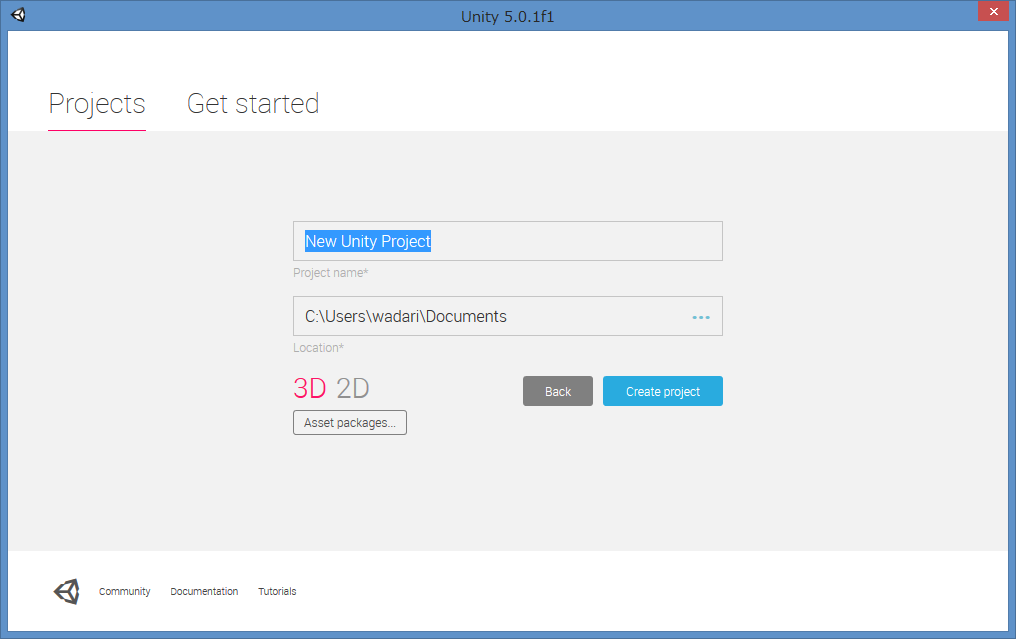 Unity 5.0.1f1
Projects Get started
New Unity Project
Project name*
C:\Users\wadari\Documents
Location*
3D 2D Back Create project
Asset packages...
Community Documentation Tutorials